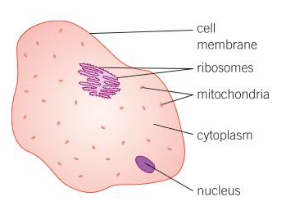 cell
membrane
ribosomes
mitochondria
cytoplasm
nucleus